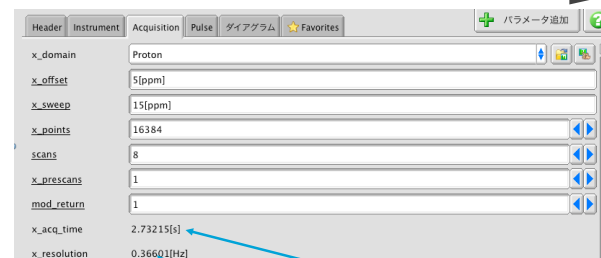 Header Instrument Acquisition Pulse ダイアグラム Favorites パラメータ追加
x_domain Proton
x_offset 5[ppm]
x_sweep 15[ppm]
x_points 16384
scans 8
x_prescans 1
mod_return 1
x_acq_time 2.73215[s]
x_resolution 0.36601[Hz]